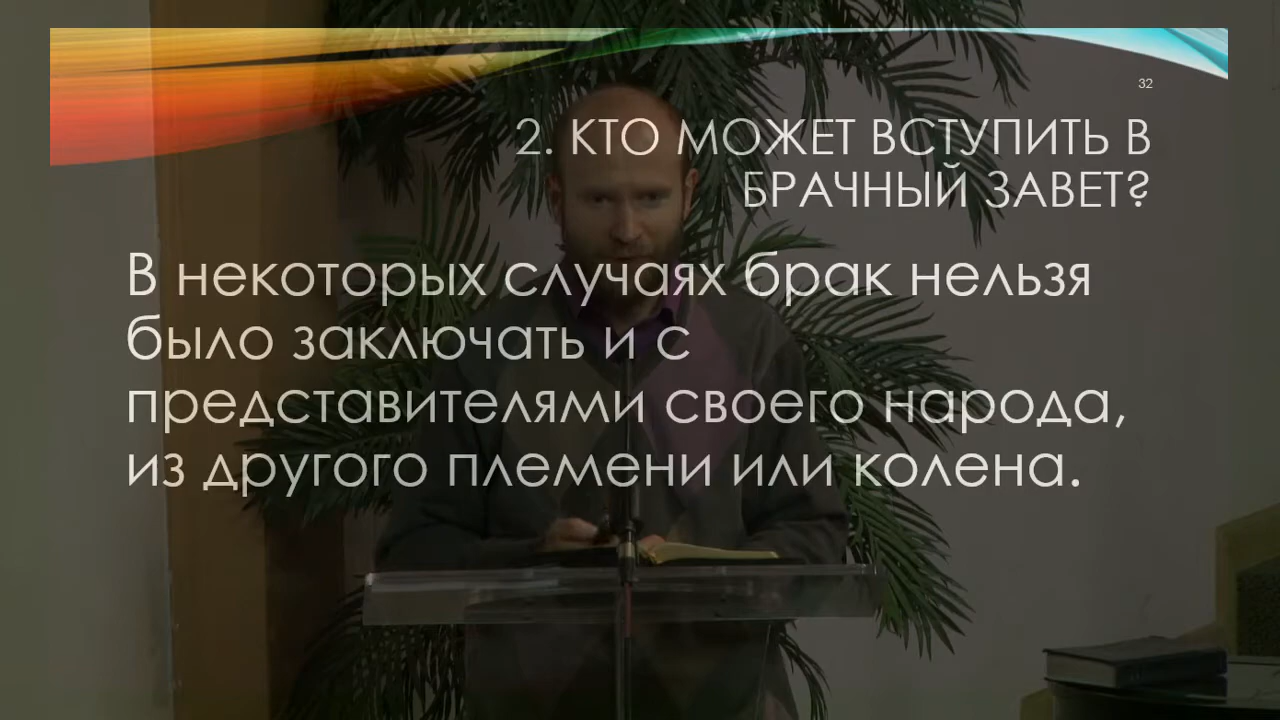 32
2. КТО МОЖЕТ ВСТУПИТЬ В
БРАЧНЫЙ ЗАВЕТ?
В некоторых случаях брак нельзя
было заключать и с
представителями своего народа,
из другого племени или колена.